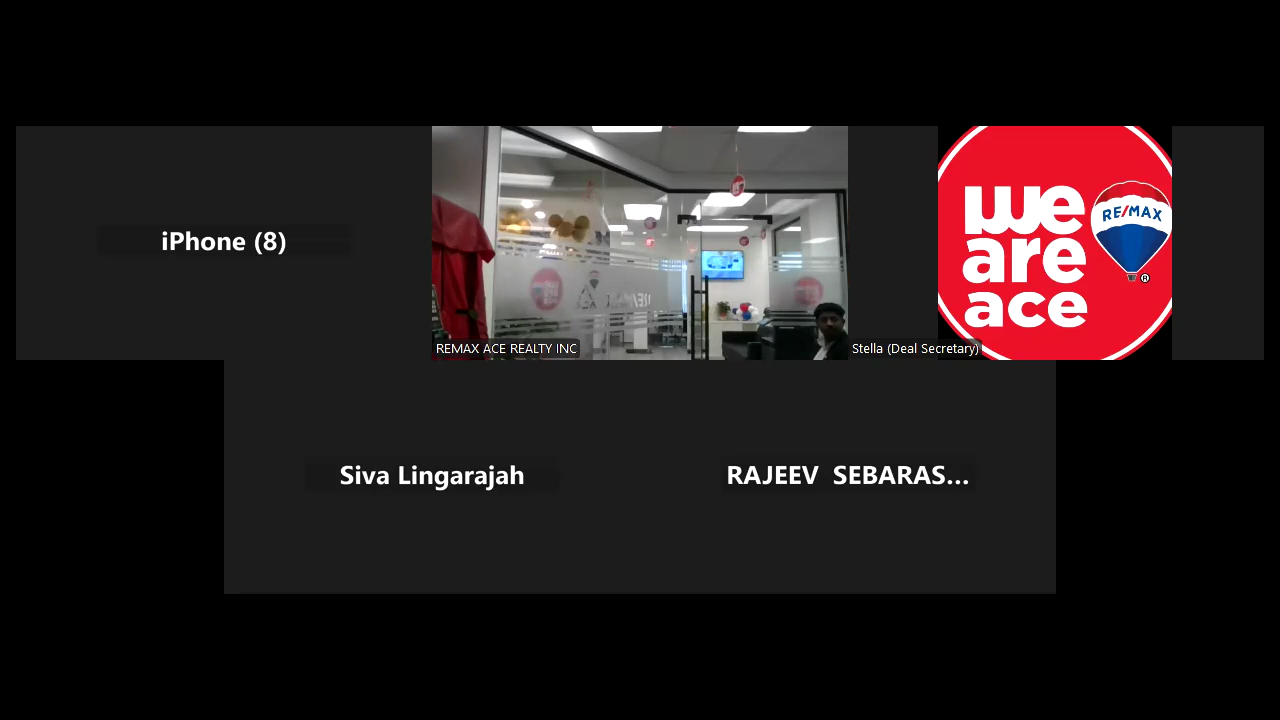 iPhone (8)
REMAX ACE REALTY INC
we
are
ace
RE/MAX
®
Stella (Deal Secretary)
Siva Lingarajah
RAJEEV SEBARAS...